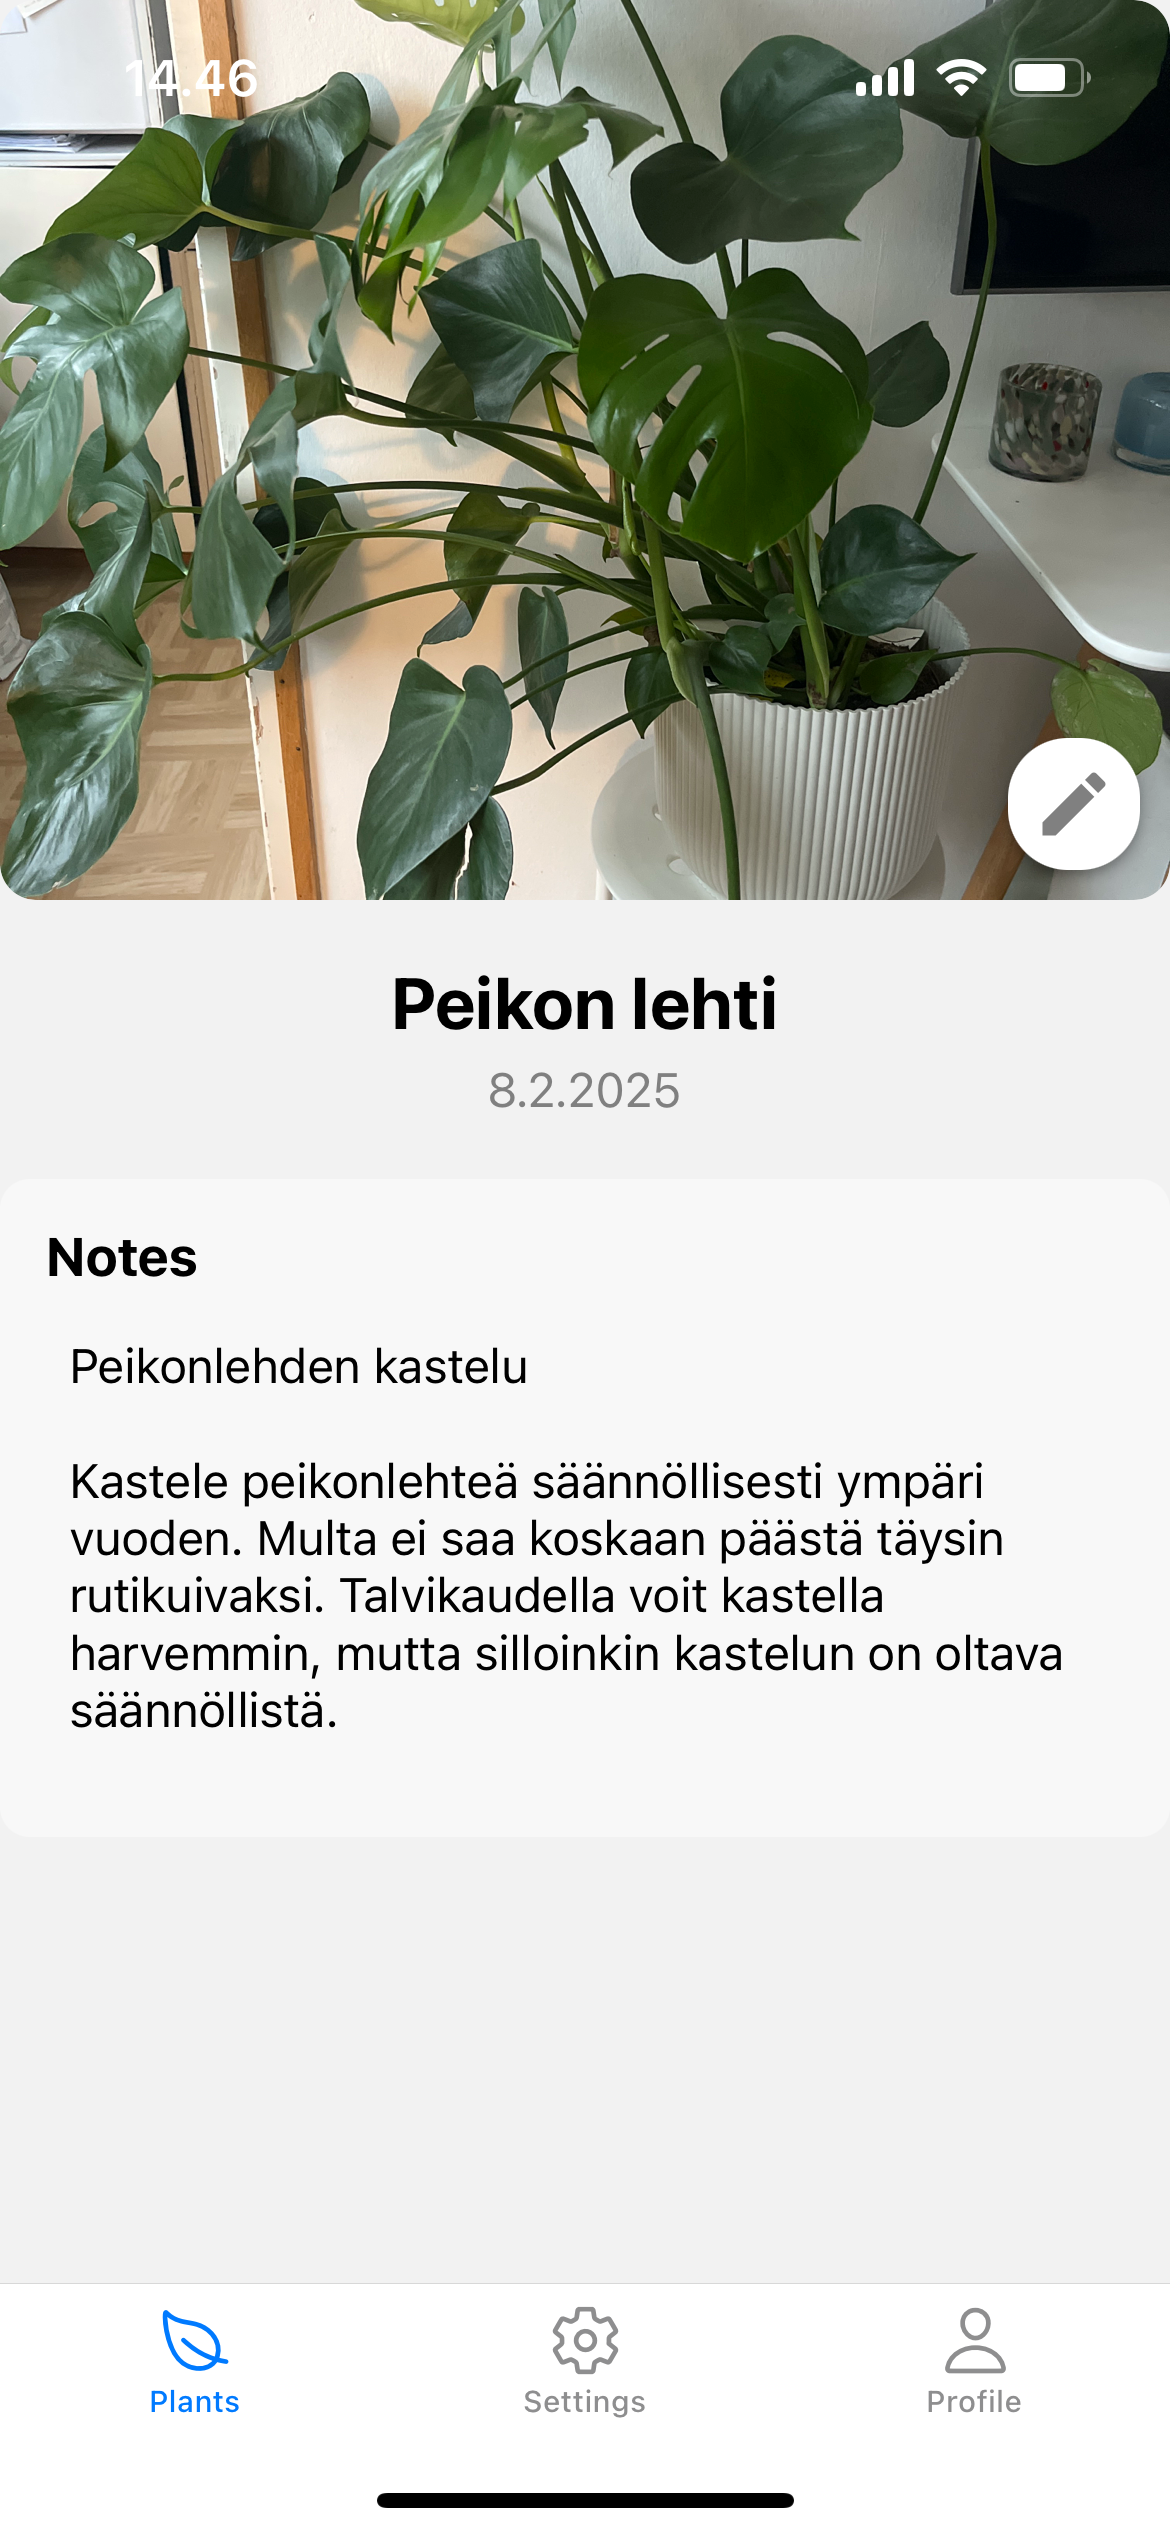 14.46
Peikon lehti
8.2.2025
Notes
Peikonlehden kastelu
Kastele peikonlehteä säännöllisesti ympäri
vuoden. Multa ei saa koskaan päästä täysin
rutikuivaksi. Talvikaudella voit kastella
harvemmin, mutta silloinkin kastelun on oltava
säännöllistä.
Plants
Settings
Profile